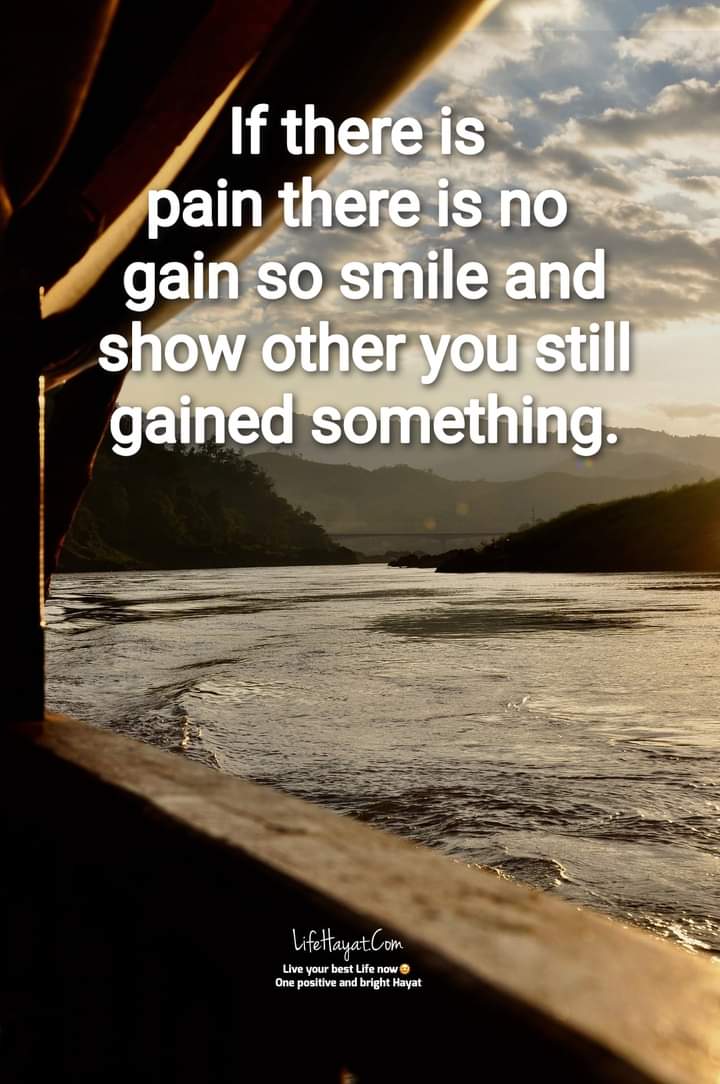 If there is
pain there is no
gain so smile and
show other you still
gained something.
LifeHayat.Com
Live your best Life now😊
One positive and bright Hayat